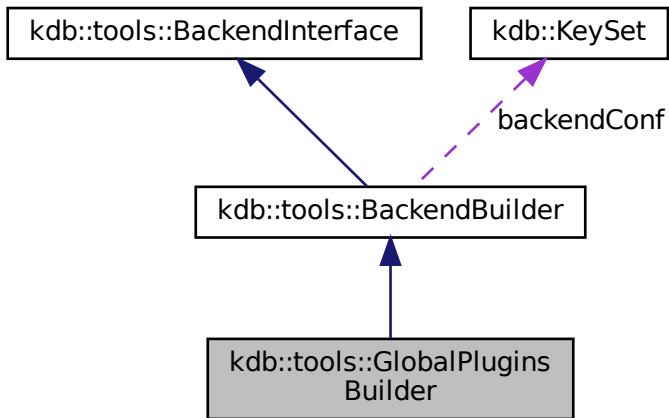 kdb::tools::BackendInterface
kdb::KeySet
backendConf
kdb::tools::BackendBuilder
kdb::tools::GlobalPlugins
Builder